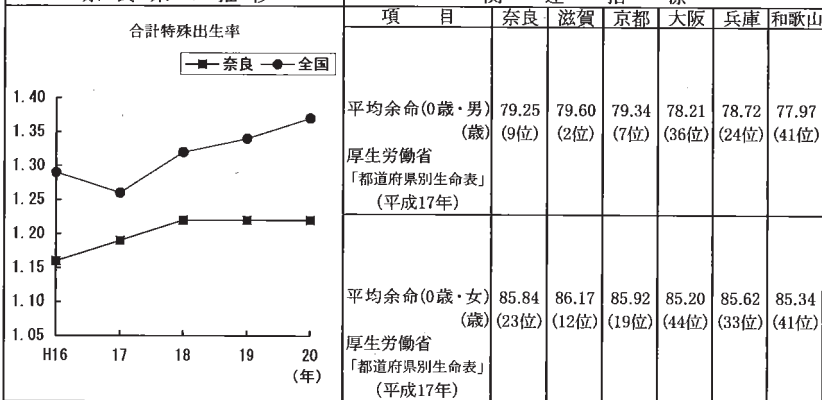 合計特殊出生率
奈良 全国
1.40
1.35
1.30
1.25
1.20
1.15
1.10
1.05
H16 17 18 19 20
(年)
項 目 奈良 滋賀 京都 大阪 兵庫 和歌山
平均余命(0歳・男) 79.25 79.60 79.34 78.21 78.72 77.97
(歳) (9位) (2位) (7位) (36位) (24位) (41位)
厚生労働省
「都道府県別生命表」
(平成17年)
平均余命(0歳・女) 85.84 86.17 85.92 85.20 85.62 85.34
(歳) (23位) (12位) (19位) (44位) (33位) (41位)
厚生労働省
「都道府県別生命表」
(平成17年)